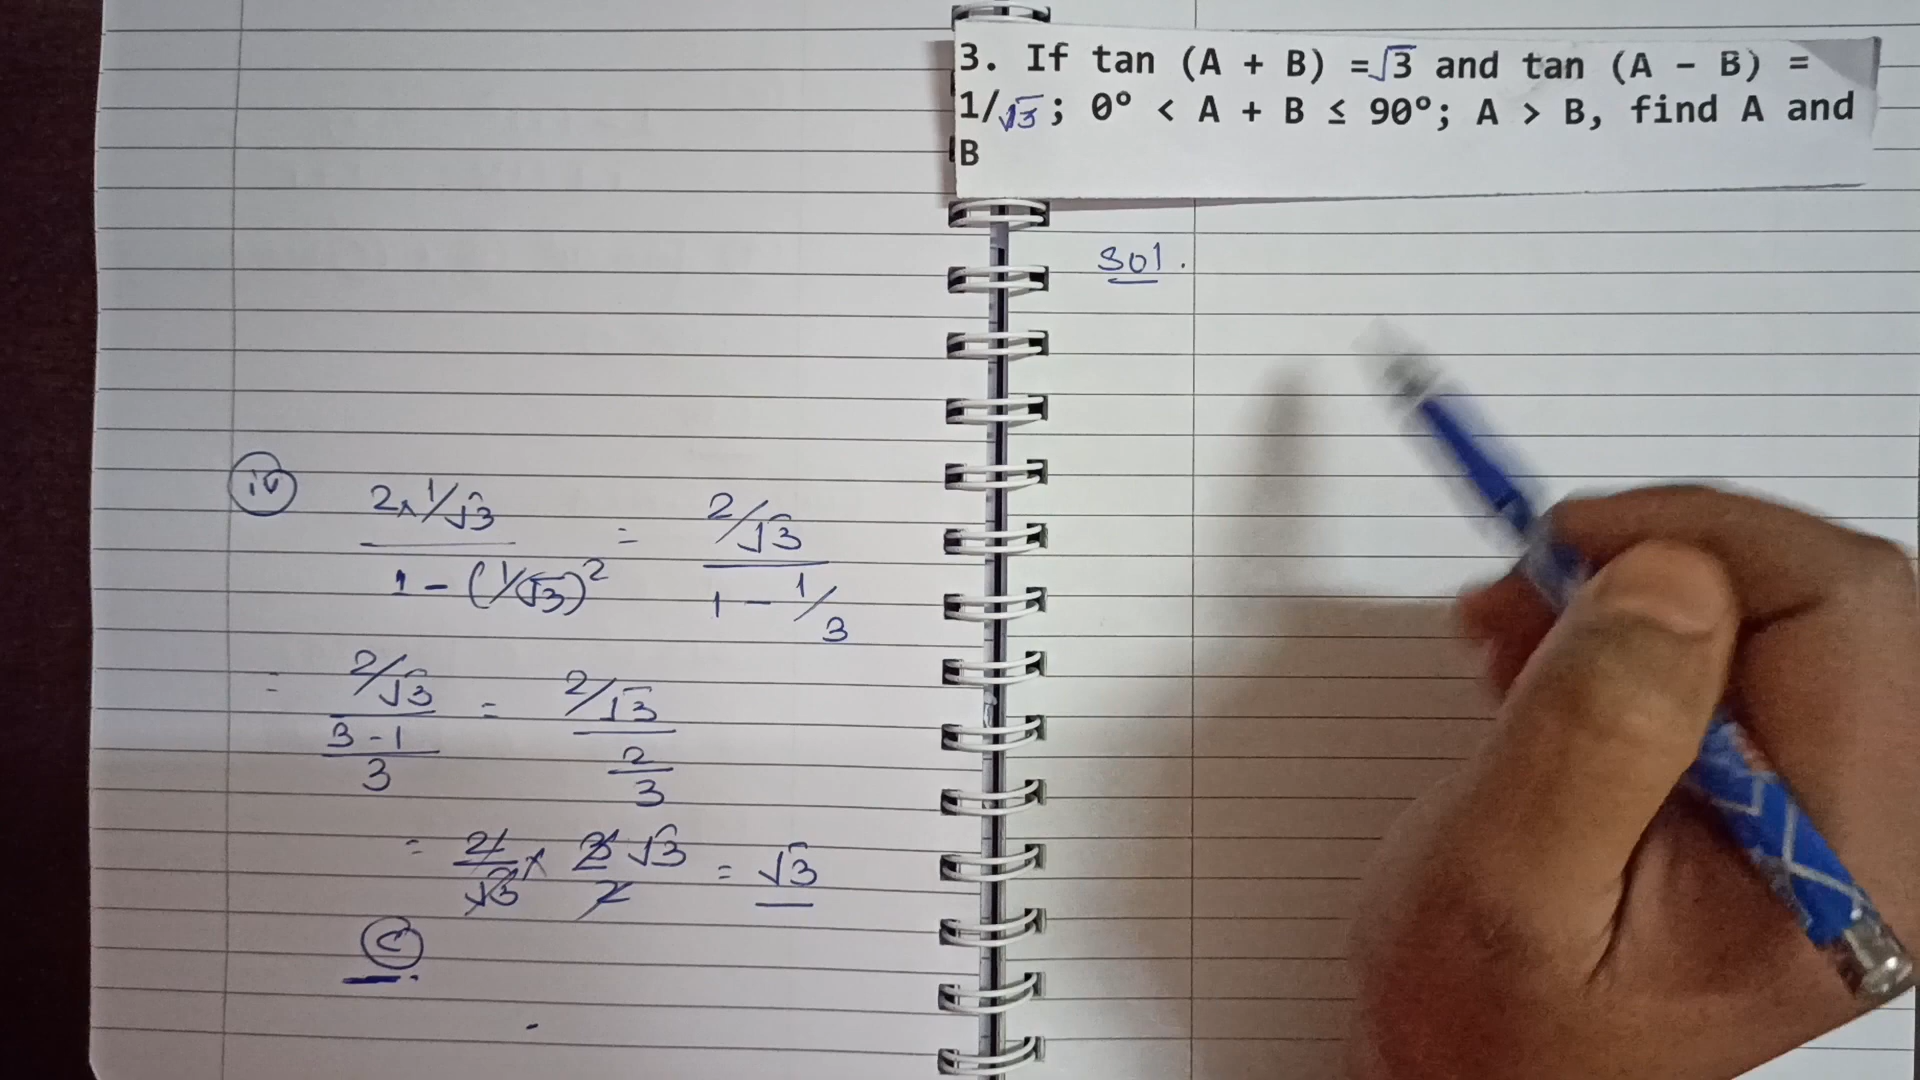 3. If tan (A + B) =√3 and tan (A - B) =
1/√3; 0° < A + B ≤ 90°; A > B, find A and
B
Sol.
iv
2×1/√3 / 1-(1/√3)² = 2/√3 / 1-1/3
= 2/√3 / 3-1/3 = 2/√3 / 2/3
= 2/√3 × 3√3/2 = √3
C